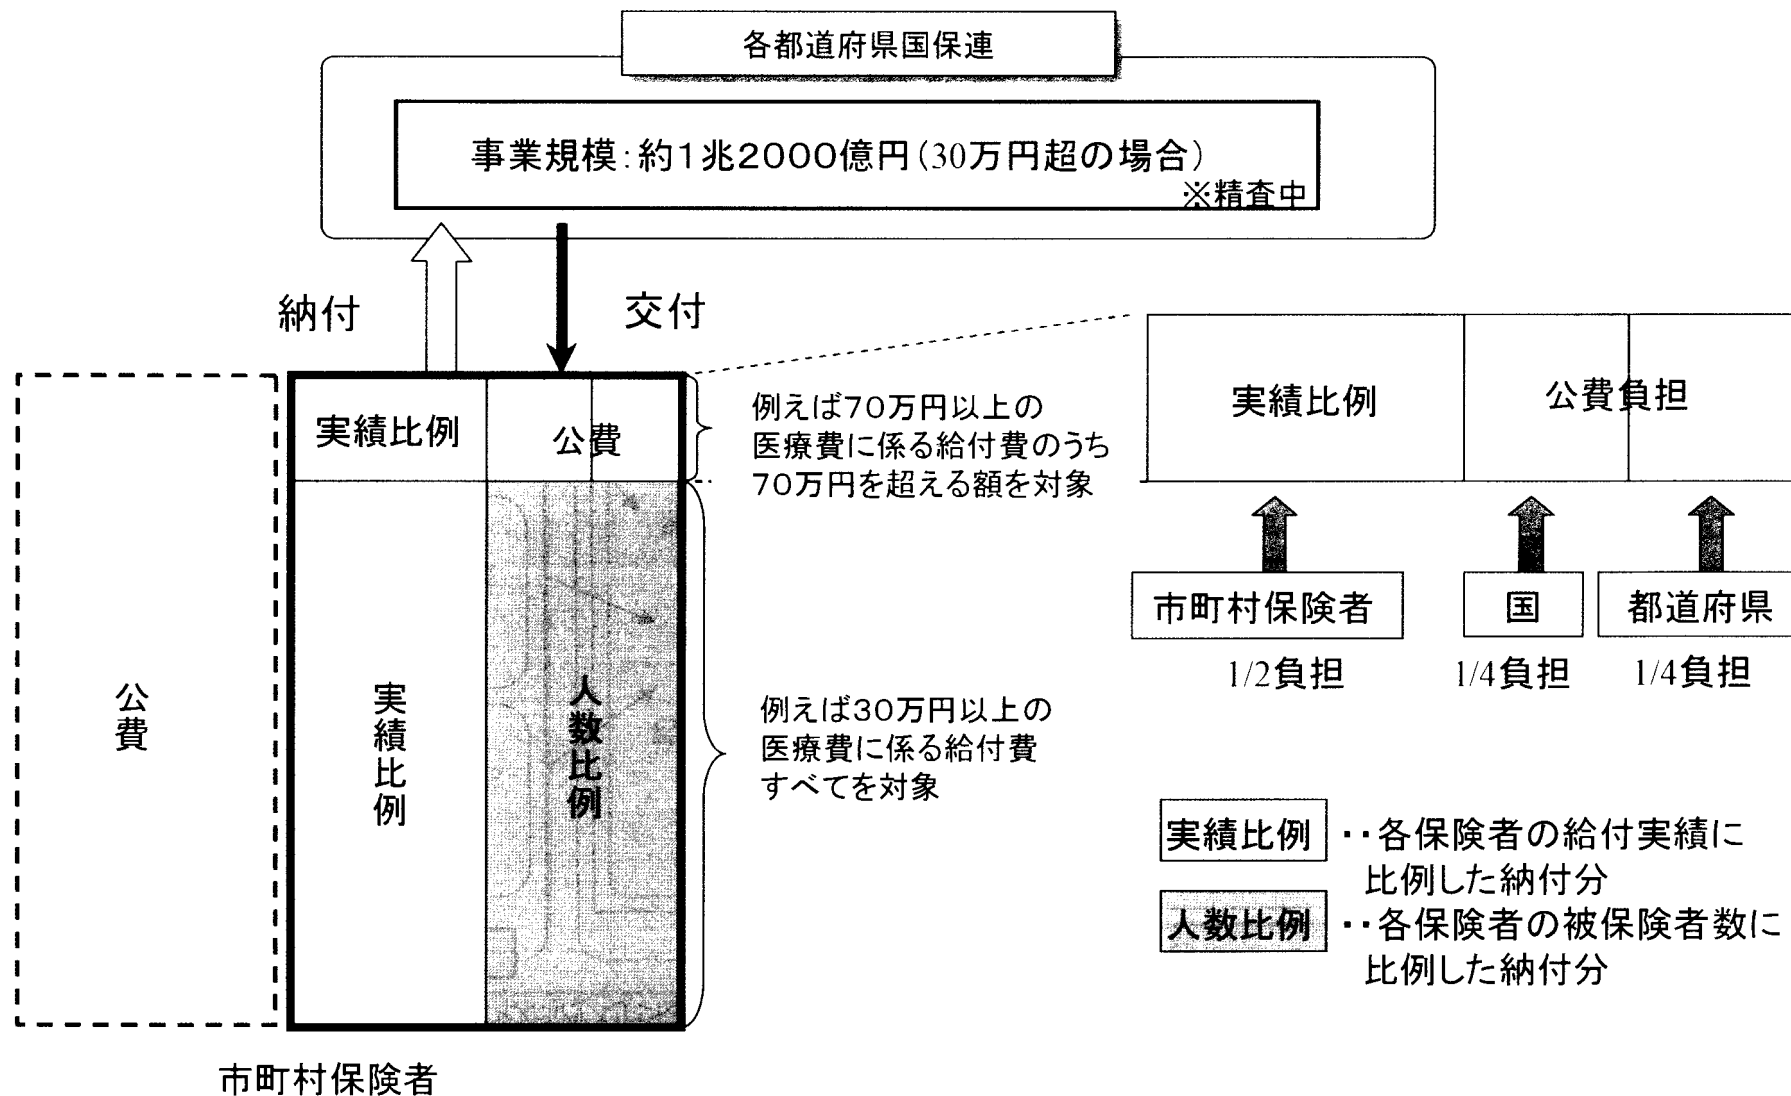 各都道府県国保連
事業規模:約1兆2000億円(30万円超の場合)
※精査中
納付
交付
公費
実績比例
公費
実績比例
人数比例
例えば70万円以上の
医療費に係る給付費のうち
70万円を超える額を対象
例えば30万円以上の
医療費に係る給付費
すべてを対象
市町村保険者
実績比例
公費負担
市町村保険者
国
都道府県
1/2負担
1/4負担
1/4負担
実績比例 ・・各保険者の給付実績に
比例した納付分
人数比例 ・・各保険者の被保険者数に
比例した納付分